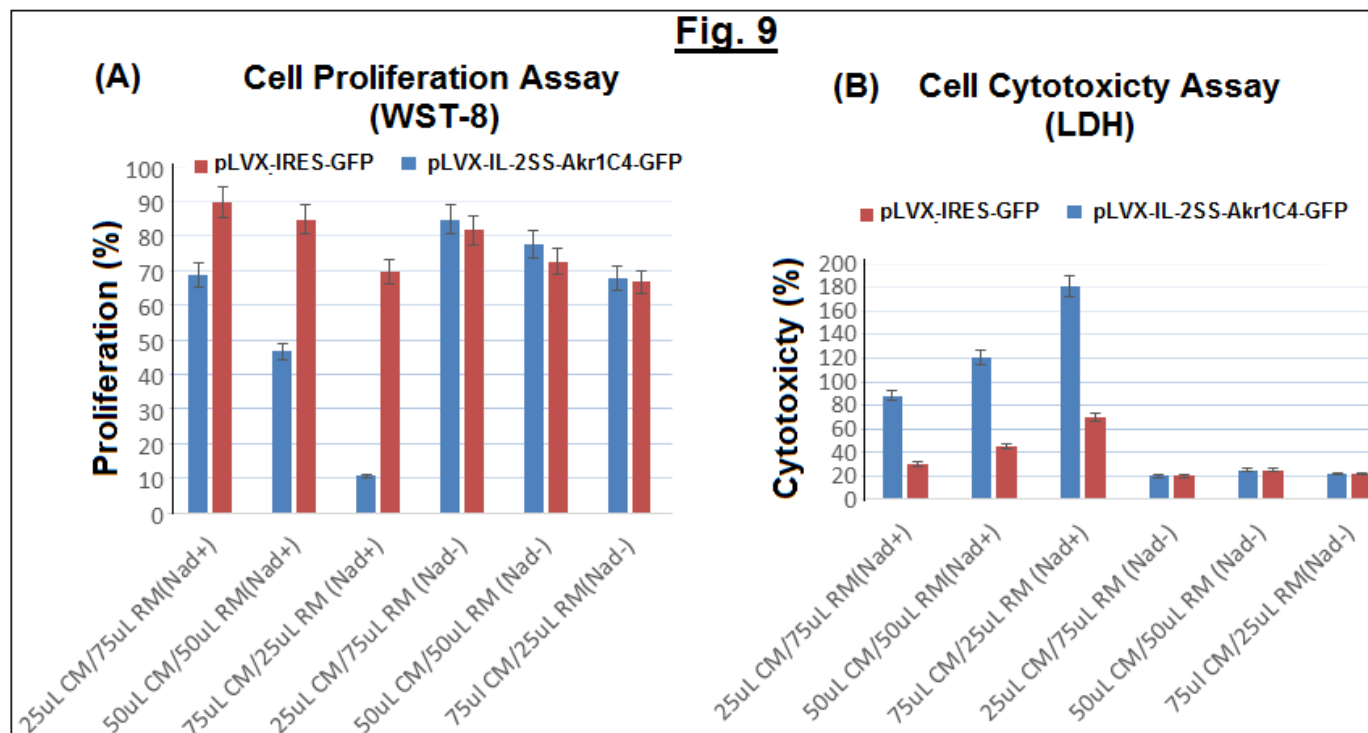 Fig. 9
(A) Cell Proliferation Assay
(WST-8)
pLVX-IRES-GFP pLVX-IL-2SS-Akr1C4-GFP
Proliferation (%)
100
90
80
70
60
50
40
30
20
10
0
25uL CM/75uL RM(Nad+)
50uL CM/50uL RM(Nad+)
75uL CM/25uL RM (Nad+)
25uL CM/75uL RM (Nad-)
50uL CM/50uL RM (Nad-)
75ul CM/25uL RM(Nad-)
(B) Cell Cytotoxicty Assay
(LDH)
pLVX-IRES-GFP pLVX-IL-2SS-Akr1C4-GFP
Cytotoxicty (%)
200
180
160
140
120
100
80
60
40
20
0
25uL CM/75uL RM(Nad+)
50uL CM/50uL RM(Nad+)
75uL CM/25uL RM (Nad+)
25uL CM/75uL RM (Nad-)
50uL CM/50uL RM (Nad-)
75ul CM/25uL RM(Nad-)